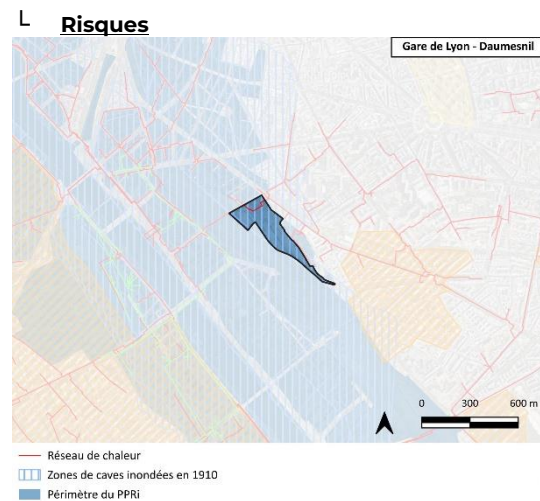 L
Risques
Gare de Lyon - Daumesnil
0 300 600 m
Réseau de chaleur
Zones de caves inondées en 1910
Périmètre du PPRi